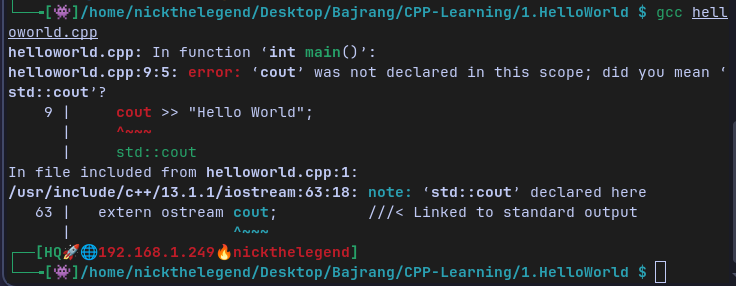 └──╼[👾]/home/nickthelegend/Desktop/Bajrang/CPP-Learning/1.HelloWorld $ gcc hell
oworld.cpp
helloworld.cpp: In function ‘int main()’:
helloworld.cpp:9:5: error: ‘cout’ was not declared in this scope; did you mean ‘
std::cout’?
    9 |     cout >> "Hello World";
      |     ^~~~
      |     std::cout
In file included from helloworld.cpp:1:
/usr/include/c++/13.1.1/iostream:63:18: note: ‘std::cout’ declared here
   63 |   extern ostream cout;          ///< Linked to standard output
      |                  ^~~~
┌──[HQ🚀🌐192.168.1.249🔥nickthelegend]
└──╼[👾]/home/nickthelegend/Desktop/Bajrang/CPP-Learning/1.HelloWorld $